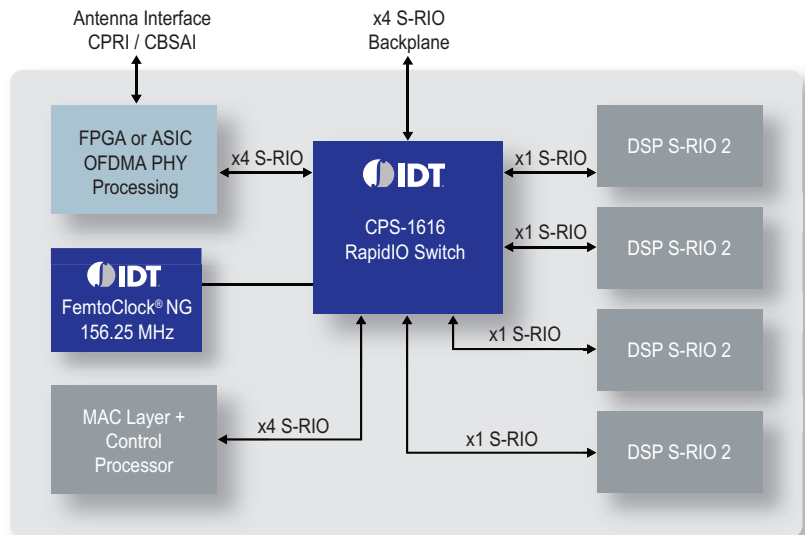 Antenna Interface
CPRI / CBSAI
x4 S-RIO
Backplane
FPGA or ASIC
OFDMA PHY
Processing
x4 S-RIO
IDT
CPS-1616
RapidIO Switch
x1 S-RIO
DSP S-RIO 2
x1 S-RIO
DSP S-RIO 2
IDT
FemtoClock® NG
156.25 MHz
x1 S-RIO
DSP S-RIO 2
MAC Layer +
Control
Processor
x4 S-RIO
x1 S-RIO
DSP S-RIO 2